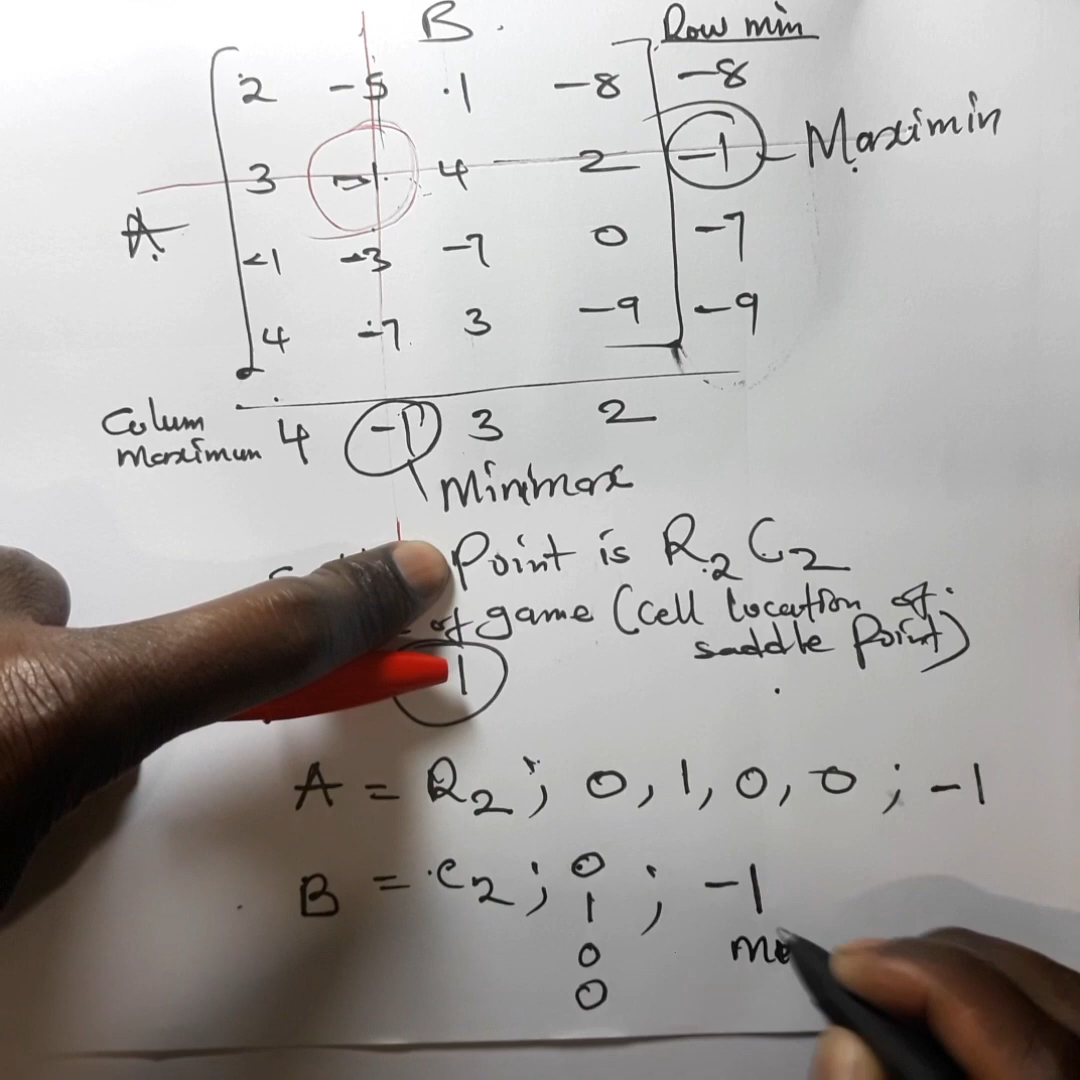 B. Row min
2 -5 .1 -8 -8
3 -1 4 2 -1 Maximin
A.
-1 -3 -7 0 -7
4 -7 3 -9 -9
Colum
maximum 4 -1 3 2
Minimax
Point is R2 C2
of game (cell location of
saddle Point)
1
A = R2; 0, 1, 0, 0; -1
B = C2; 0 ; -1
1
0
0